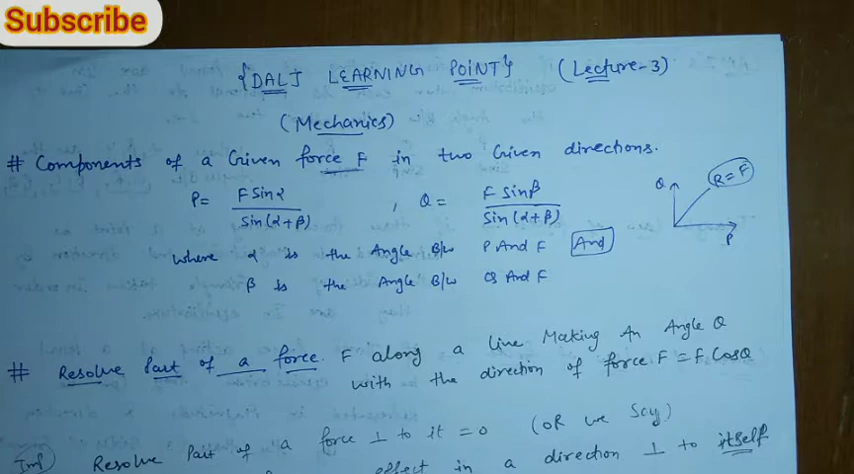 Subscribe
{DALJ LEARNING POINT} (Lecture-3)
(Mechanics)
# Components of a Given force F in two Given directions.
P= F Sinα / Sin(α+β) , Q= F Sinβ / Sin(α+β)
Q R=F P
where α is the Angle B/w P And F And
β Is the Angle B/w Q And F
# Resolve Part of a force. F along a line Making An Angle Q
with the direction of force. F = F CosQ
Imp) Resolve Part of a force ⊥ to it = 0 (OR we Say)
effect in a direction ⊥ to itself